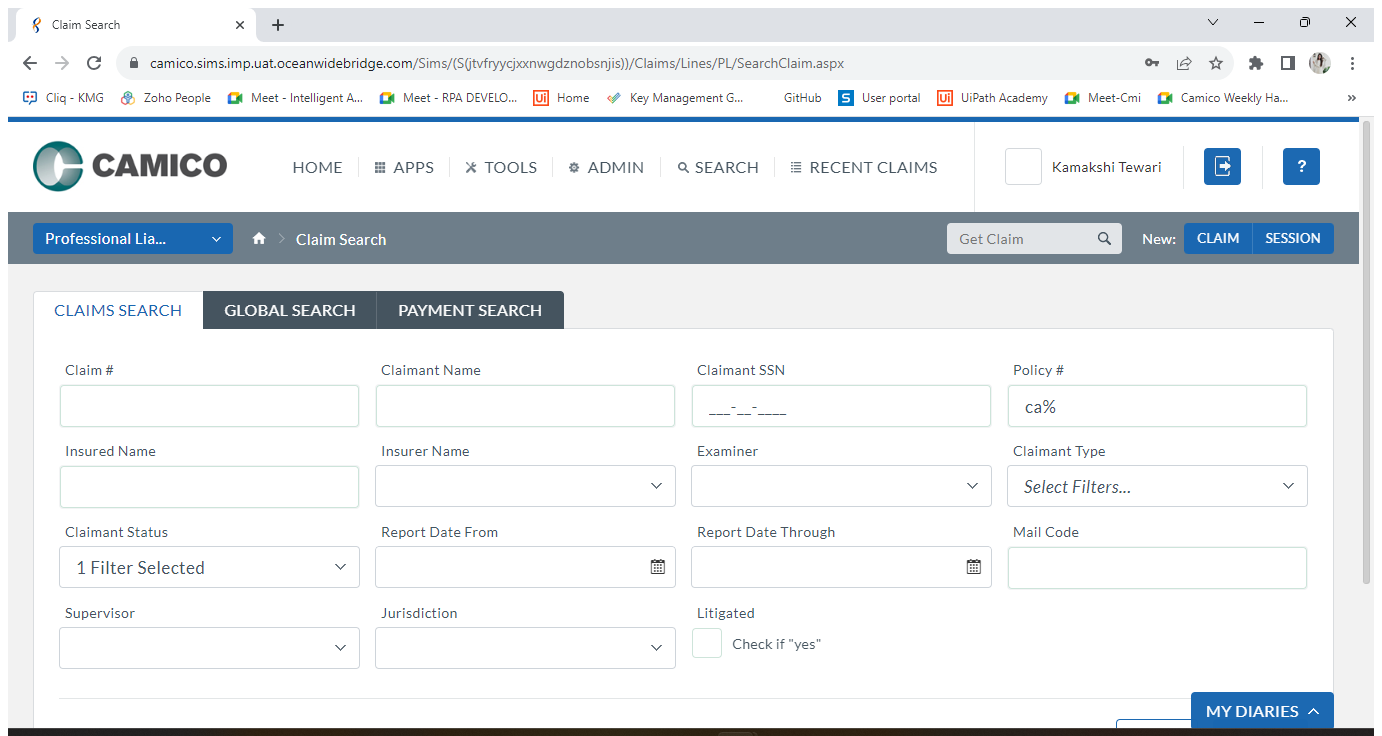 Claim Search
camico.sims.imp.uat.oceanwidebridge.com/Sims/(S(jtvfryycjxxnwgdznobsnjis))/Claims/Lines/PL/SearchClaim.aspx
Cliq - KMG Zoho People Meet - Intelligent A... Meet - RPA DEVELO... Ui Home Key Management G... GitHub S User portal Ui UiPath Academy Meet-Cmi Camico Weekly Ha... »
CAMICO HOME APPS TOOLS ADMIN SEARCH RECENT CLAIMS Kamakshi Tewari ?
Professional Lia... Claim Search Get Claim New: CLAIM SESSION
CLAIMS SEARCH GLOBAL SEARCH PAYMENT SEARCH
Claim # Claimant Name Claimant SSN Policy #
___-__-____ ca%
Insured Name Insurer Name Examiner Claimant Type
Select Filters...
Claimant Status Report Date From Report Date Through Mail Code
1 Filter Selected
Supervisor Jurisdiction Litigated
Check if "yes"
MY DIARIES